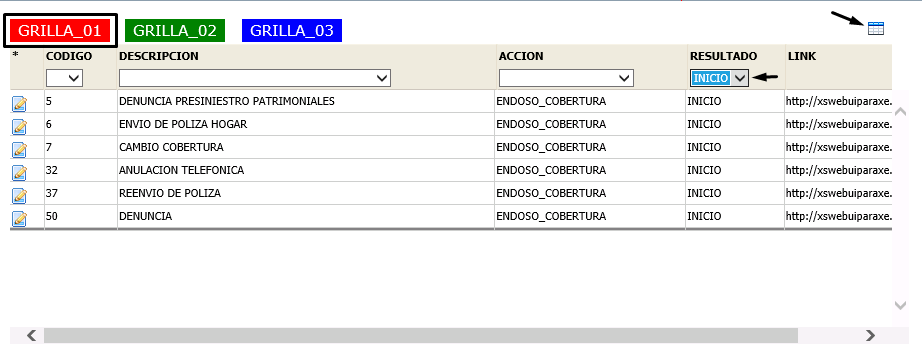 GRILLA_01 GRILLA_02 GRILLA_03
* CODIGO DESCRIPCION ACCION RESULTADO LINK
INICIO
5 DENUNCIA PRESINIESTRO PATRIMONIALES ENDOSO_COBERTURA INICIO http://xswebuiparaxe.
6 ENVIO DE POLIZA HOGAR ENDOSO_COBERTURA INICIO http://xswebuiparaxe.
7 CAMBIO COBERTURA ENDOSO_COBERTURA INICIO http://xswebuiparaxe.
32 ANULACION TELEFONICA ENDOSO_COBERTURA INICIO http://xswebuiparaxe.
37 REENVIO DE POLIZA ENDOSO_COBERTURA INICIO http://xswebuiparaxe.
50 DENUNCIA ENDOSO_COBERTURA INICIO http://xswebuiparaxe.